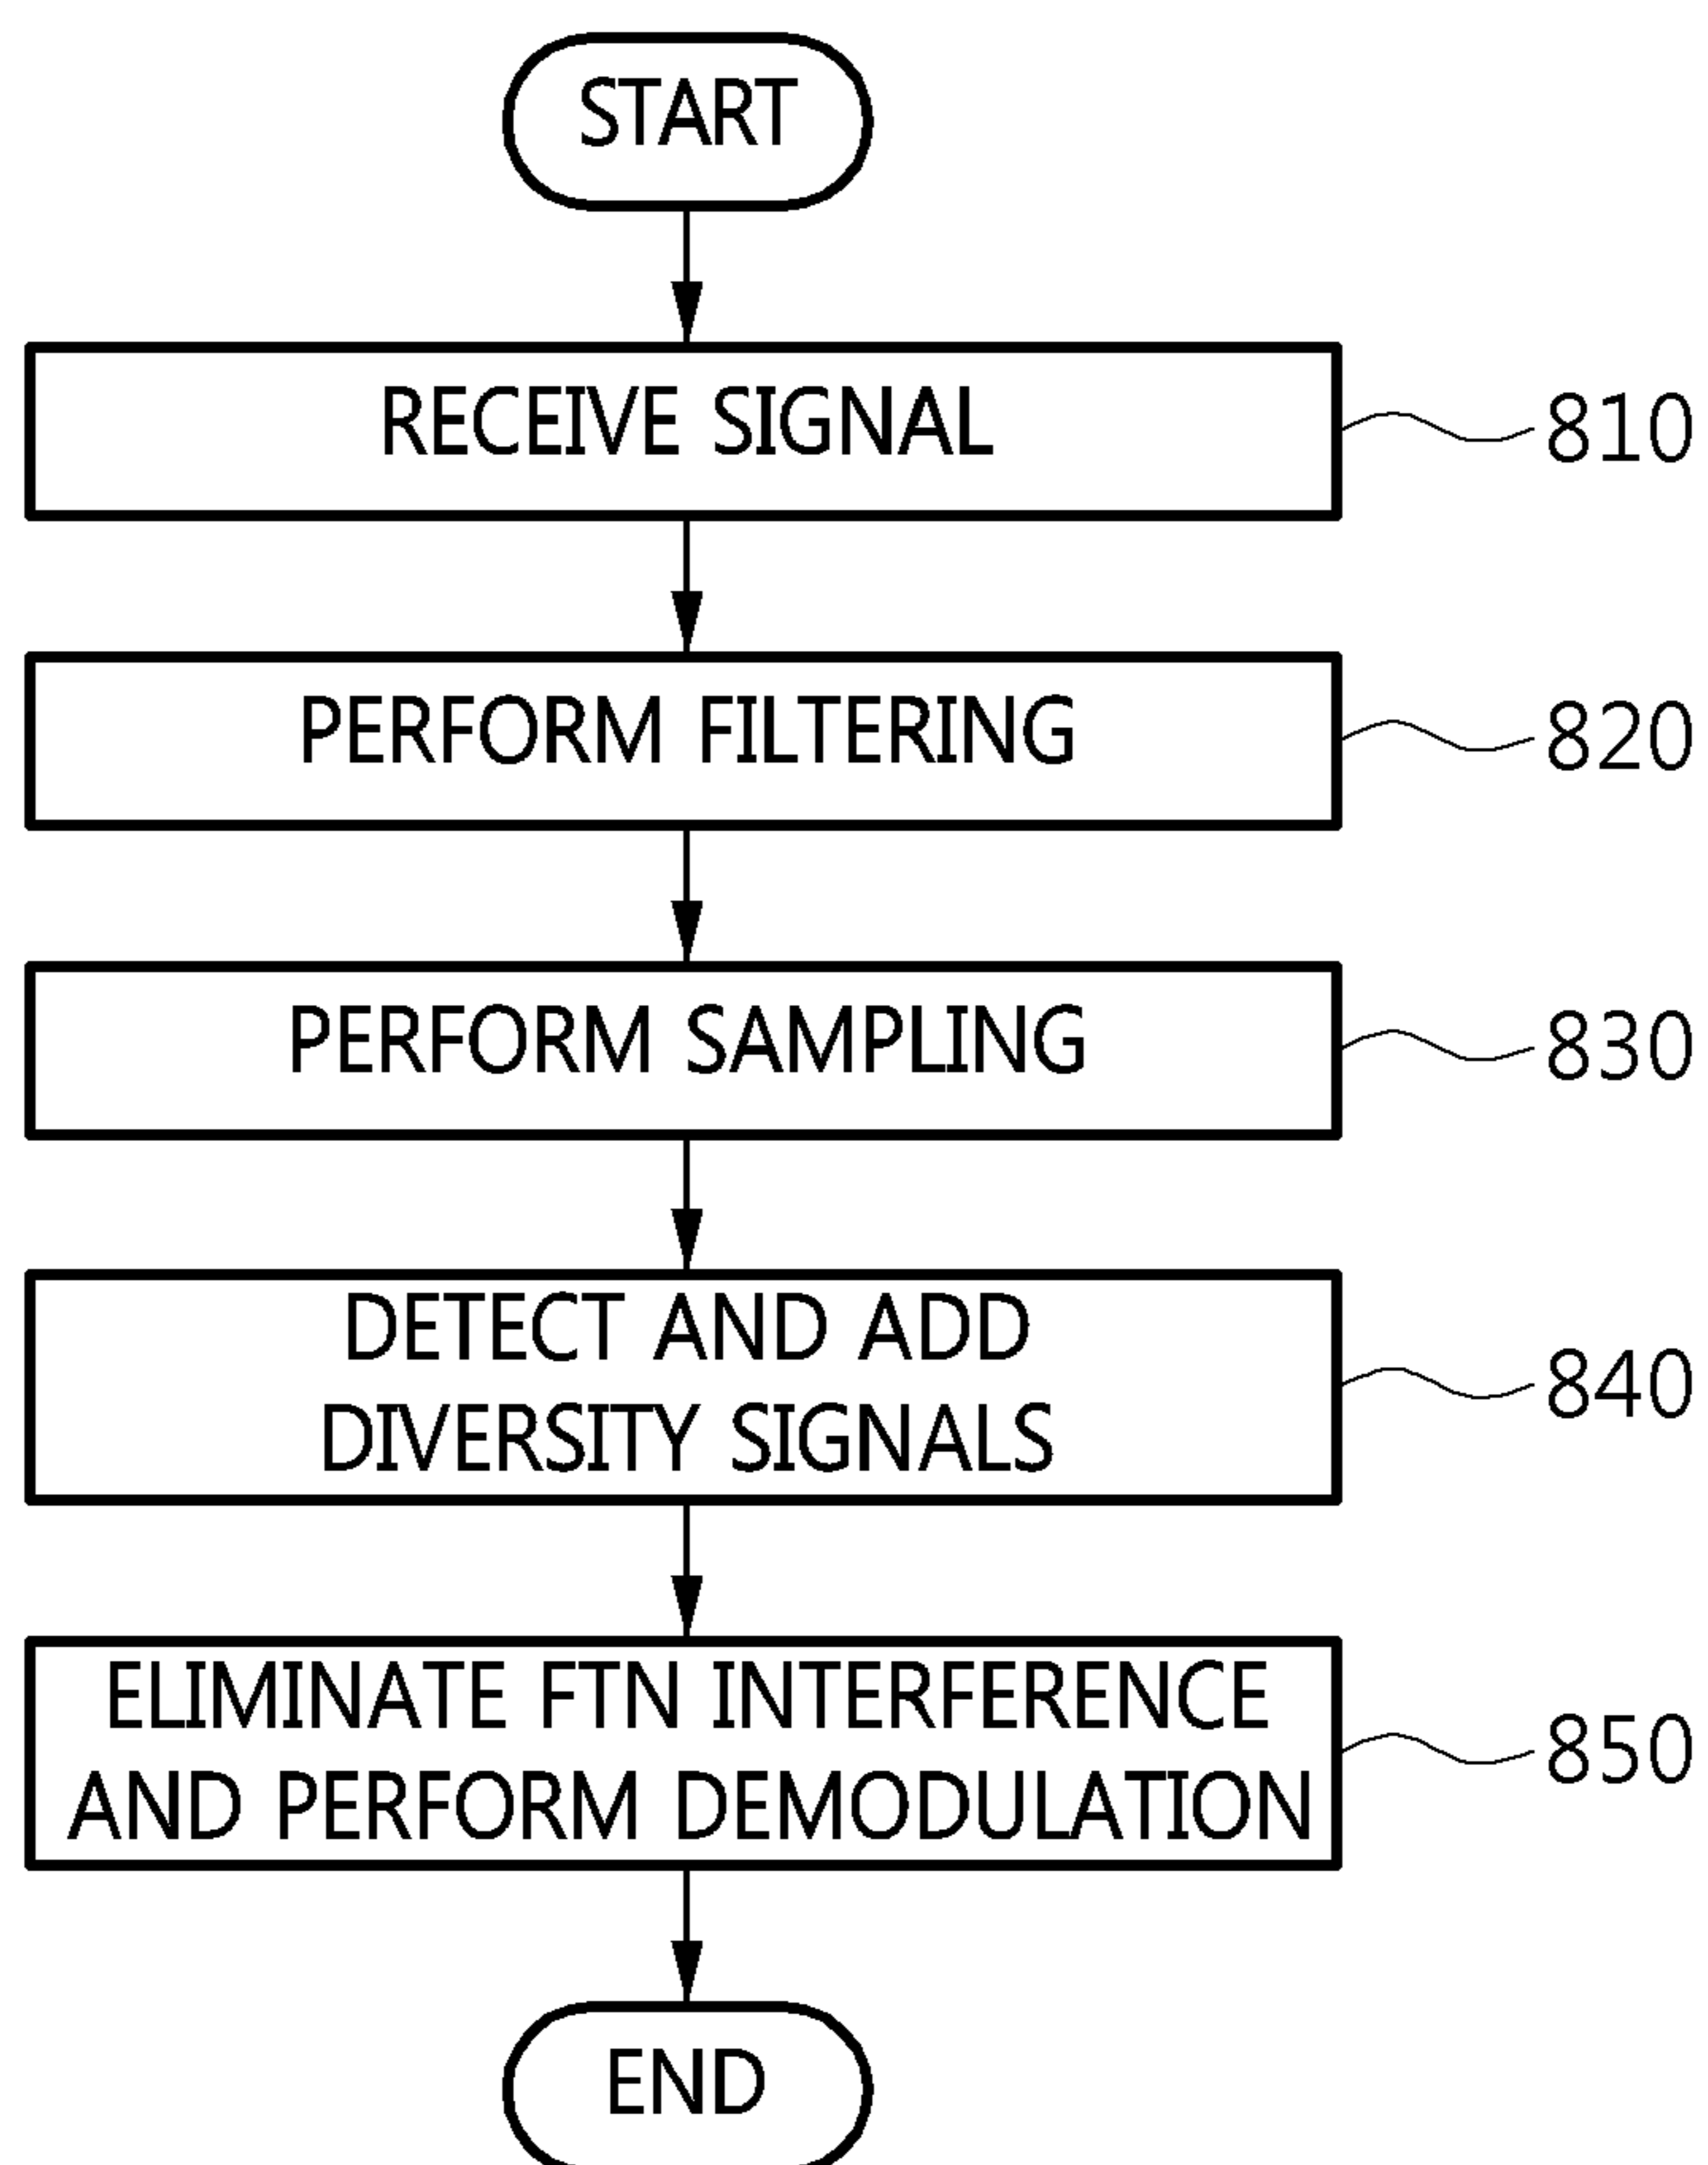 START
RECEIVE SIGNAL
810
PERFORM FILTERING
820
PERFORM SAMPLING
830
DETECT AND ADD
DIVERSITY SIGNALS
840
ELIMINATE FTN INTERFERENCE
AND PERFORM DEMODULATION
850
END